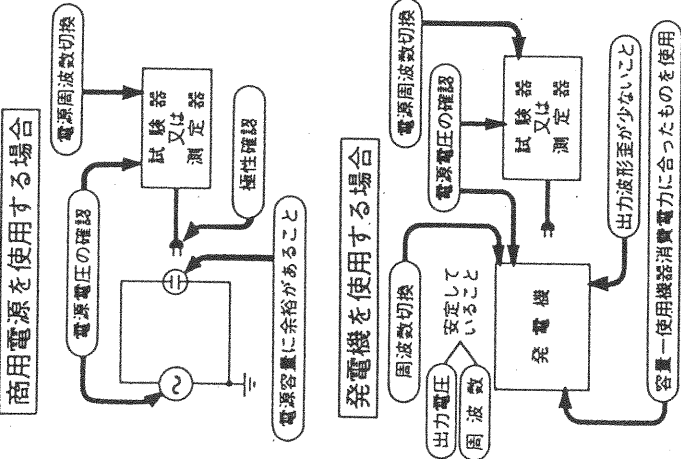 商用電源を使用する場合
電源周波数切換
電源電圧の確認
試験器
又は
測定器
極性確認
電源容量に余裕があること
発電機を使用する場合
電源周波数切換
電源電圧の確認
周波数切換
試験器
又は
測定器
出力電圧
周波数
安定して
いること
発電機
出力波形歪が少ないこと
容量－使用機器消費電力に合ったものを使用